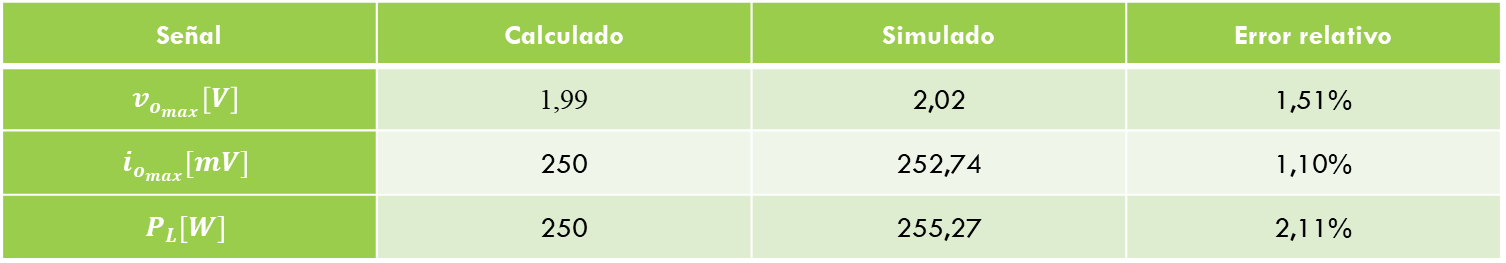 Señal Calculado Simulado Error relativo
v_{o_{max}}[V] 1,99 2,02 1,51%
i_{o_{max}}[mV] 250 252,74 1,10%
P_L[W] 250 255,27 2,11%